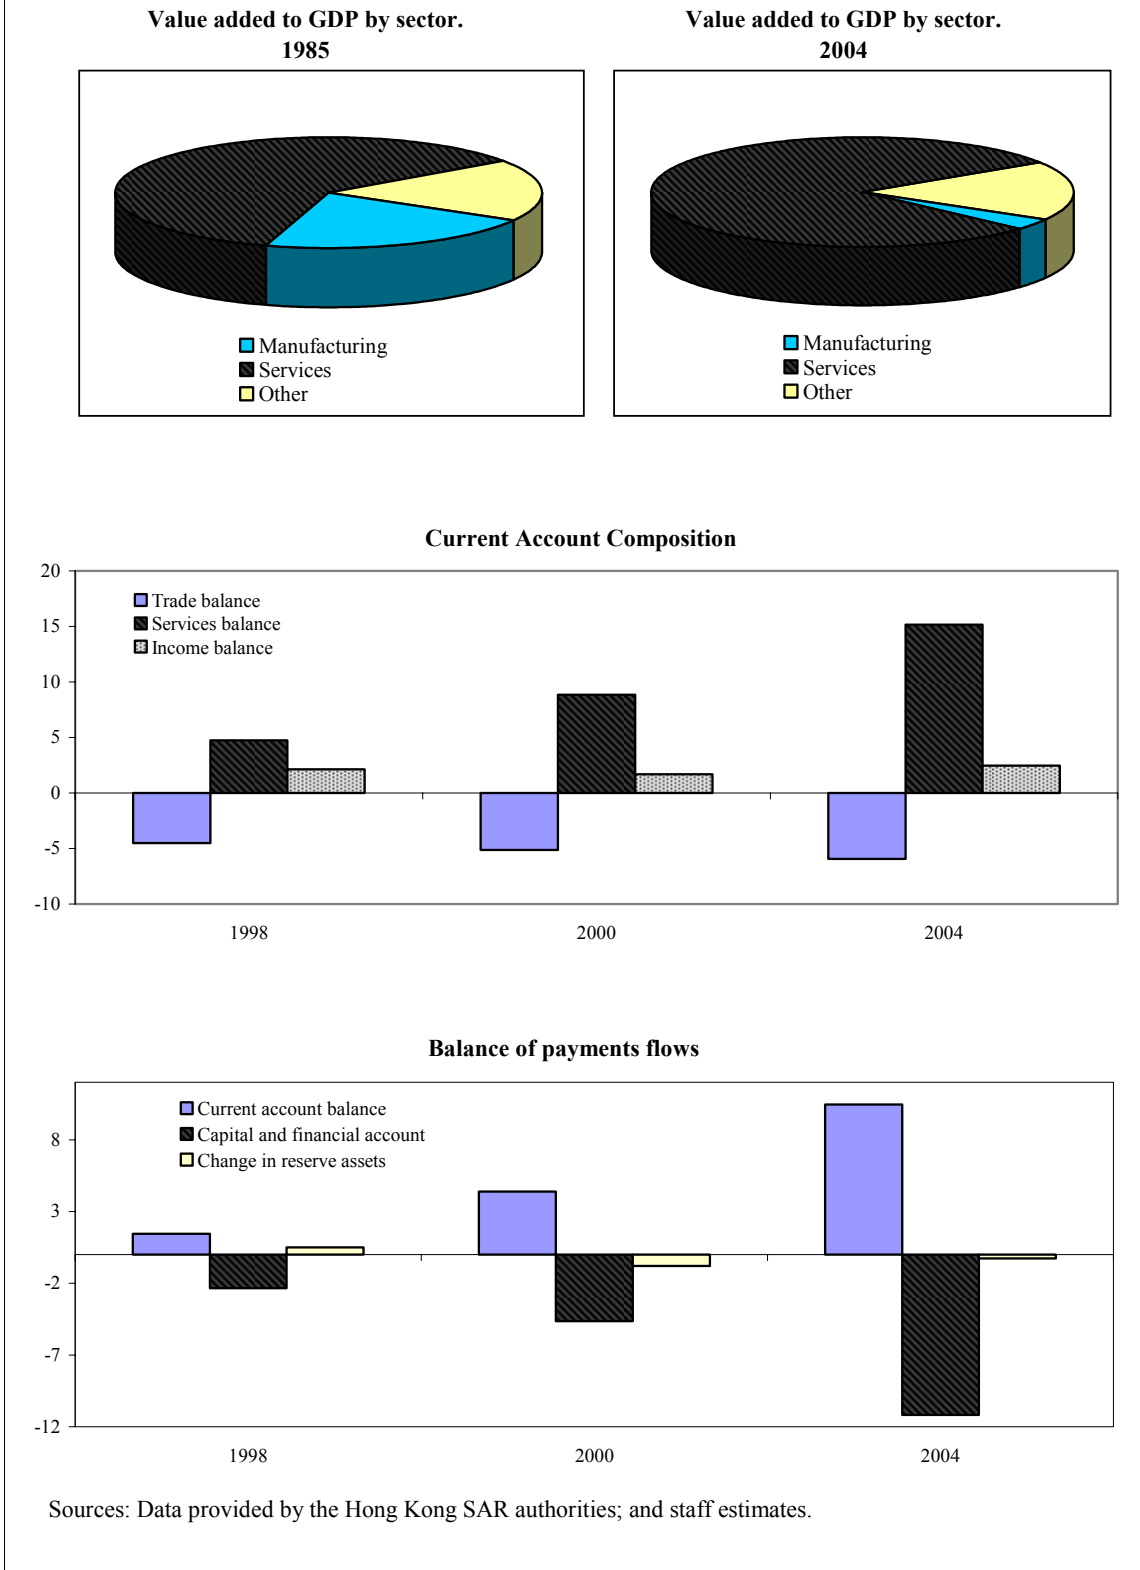 Value added to GDP by sector.
1985
Value added to GDP by sector.
2004
Manufacturing
Services
Other
Manufacturing
Services
Other
Current Account Composition
20
15
10
5
0
-5
-10
Trade balance
Services balance
Income balance
1998
2000
2004
Balance of payments flows
8
3
-2
-7
-12
Current account balance
Capital and financial account
Change in reserve assets
1998
2000
2004
Sources: Data provided by the Hong Kong SAR authorities; and staff estimates.